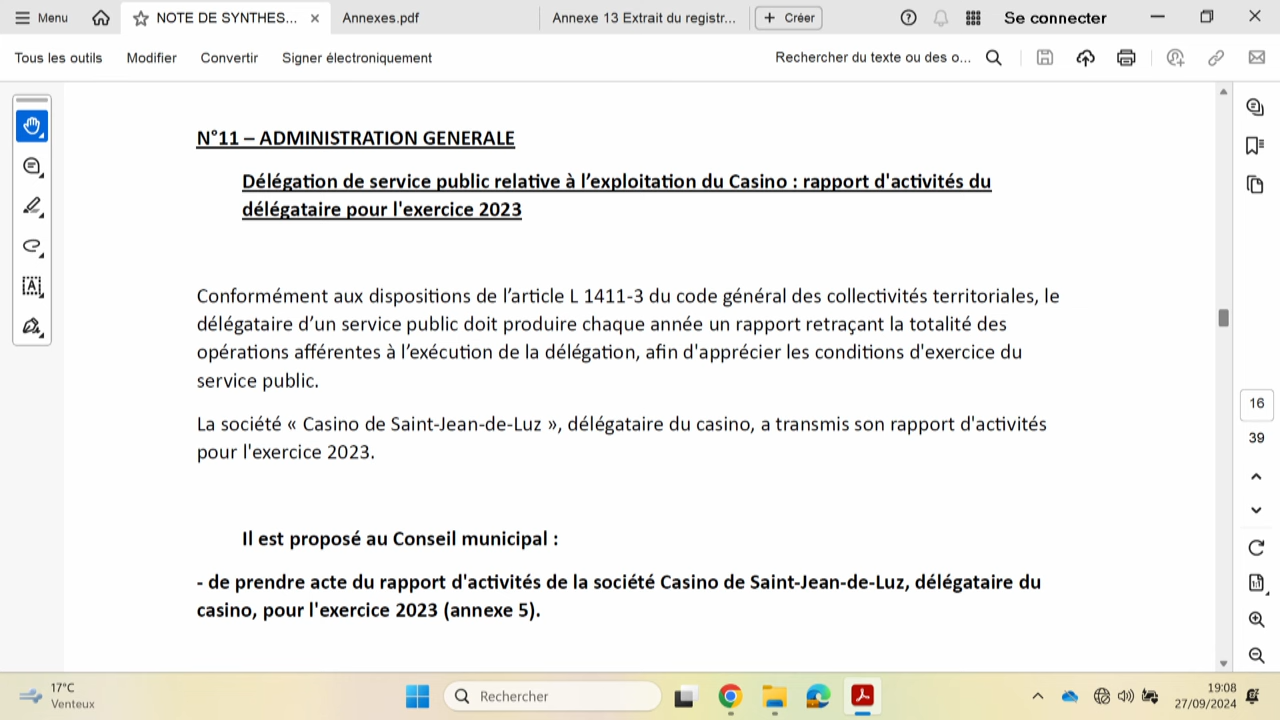 Menu
NOTE DE SYNTHES...
Annexes.pdf
Annexe 13 Extrait du registr...
Créer
Se connecter
Tous les outils
Modifier
Convertir
Signer électroniquement
Rechercher du texte ou des o...
N°11 – ADMINISTRATION GENERALE
Délégation de service public relative à l’exploitation du Casino : rapport d'activités du
délégataire pour l'exercice 2023
Conformément aux dispositions de l’article L 1411-3 du code général des collectivités territoriales, le
délégataire d’un service public doit produire chaque année un rapport retraçant la totalité des
opérations afférentes à l’exécution de la délégation, afin d'apprécier les conditions d'exercice du
service public.
La société « Casino de Saint-Jean-de-Luz », délégataire du casino, a transmis son rapport d'activités
pour l'exercice 2023.
Il est proposé au Conseil municipal :
- de prendre acte du rapport d'activités de la société Casino de Saint-Jean-de-Luz, délégataire du
casino, pour l'exercice 2023 (annexe 5).
16
39
17°C
Venteux
Rechercher
19:08
27/09/2024